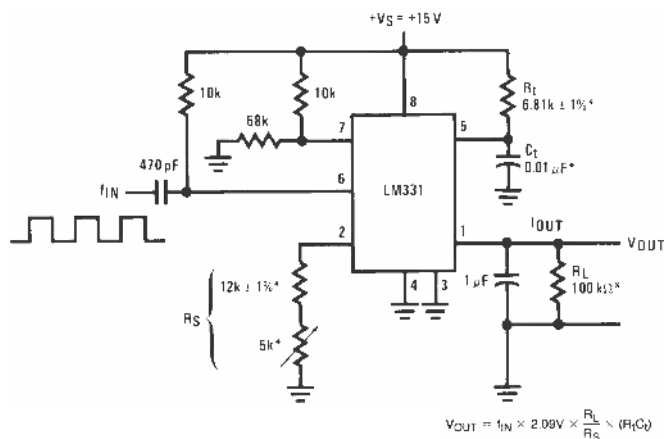 +VS = +15 V
10k
10k
Rt
6.81k ± 1%*
68k
7
8
5
Ct
0.01 μF*
470 pF
fIN
6
LM331
2
1
IOUT
VOUT
12k ± 1%*
RS
5k*
4
3
1 μF
RL
100 kΩ*
VOUT = fIN × 2.09V × RL/RS × (RtCt)